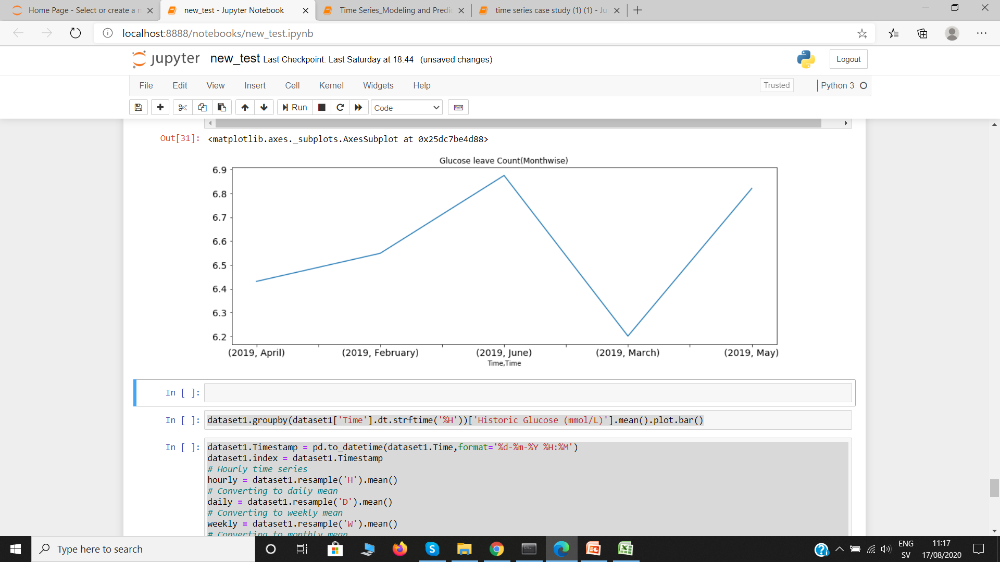 Home Page - Select or create a n
new_test - Jupyter Notebook
Time Series_Modeling and Predic
time series case study (1) (1) - Ju
localhost:8888/notebooks/new_test.ipynb
jupyter new_test Last Checkpoint: Last Saturday at 18:44 (unsaved changes)
Logout
File Edit View Insert Cell Kernel Widgets Help
Trusted
Python 3
Run
Code
Out[31]: <matplotlib.axes._subplots.AxesSubplot at 0x25dc7be4d88>
Glucose leave Count(Monthwise)
6.9
6.8
6.7
6.6
6.5
6.4
6.3
6.2
(2019, April) (2019, February) (2019, June) (2019, March) (2019, May)
Time,Time
In [ ]:
In [ ]: dataset1.groupby(dataset1['Time'].dt.strftime('%H'))['Historic Glucose (mmol/L)'].mean().plot.bar()
In [ ]: dataset1.Timestamp = pd.to_datetime(dataset1.Time,format='%d-%m-%Y %H:%M')
dataset1.index = dataset1.Timestamp
# Hourly time series
hourly = dataset1.resample('H').mean()
# Converting to daily mean
daily = dataset1.resample('D').mean()
# Converting to weekly mean
weekly = dataset1.resample('W').mean()
# Converting to monthly mean
Type here to search
ENG
SV
11:17
17/08/2020